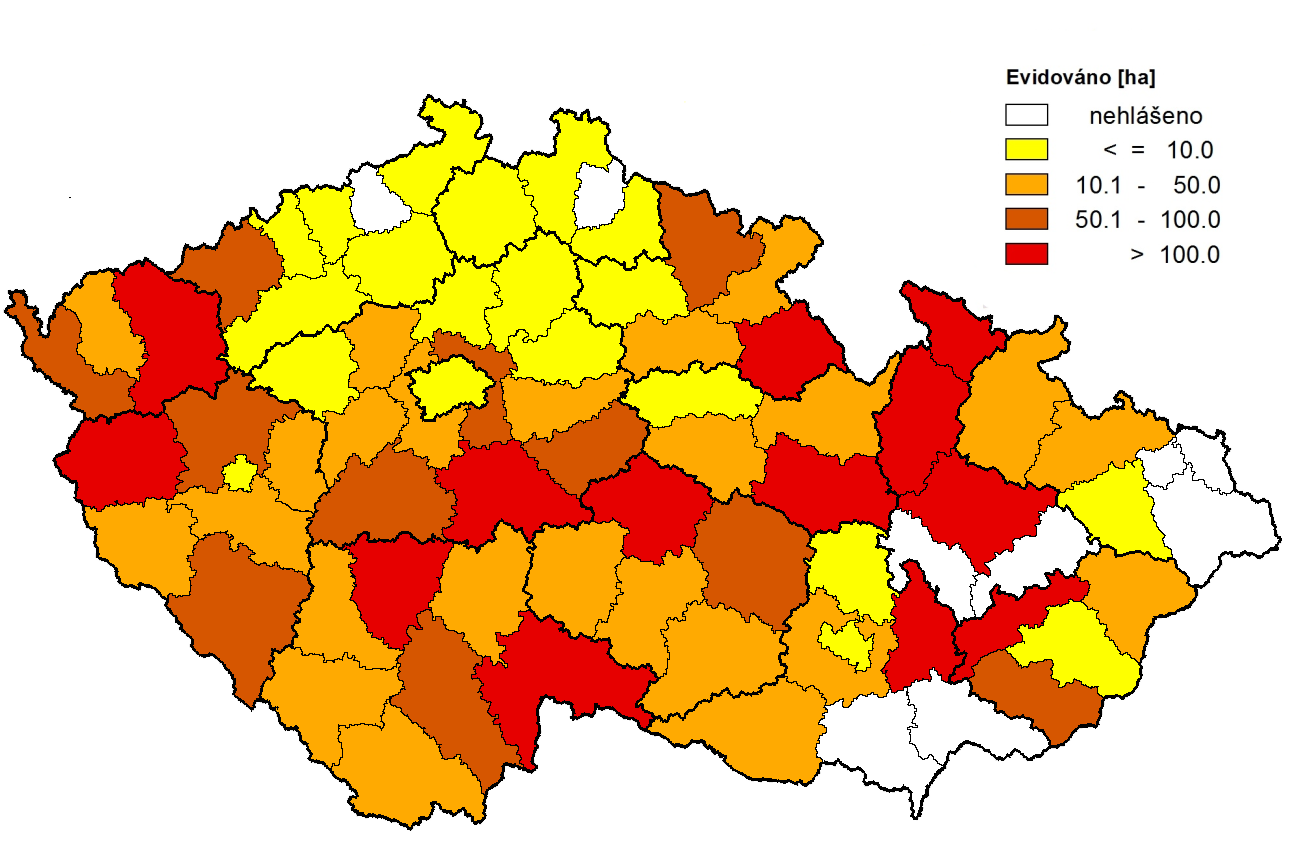 Evidováno [ha]
nehlášeno
< = 10.0
10.1 - 50.0
50.1 - 100.0
> 100.0